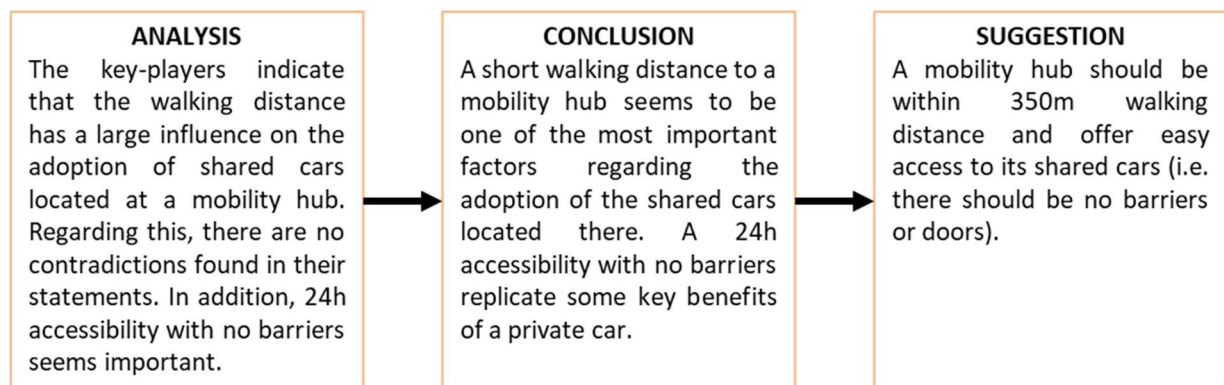 ANALYSIS
The key-players indicate
that the walking distance
has a large influence on the
adoption of shared cars
located at a mobility hub.
Regarding this, there are no
contradictions found in their
statements. In addition, 24h
accessibility with no barriers
seems important.
CONCLUSION
A short walking distance to a
mobility hub seems to be
one of the most important
factors regarding the
adoption of the shared cars
located there. A 24h
accessibility with no barriers
replicate some key benefits
of a private car.
SUGGESTION
A mobility hub should be
within 350m walking
distance and offer easy
access to its shared cars (i.e.
there should be no barriers
or doors).